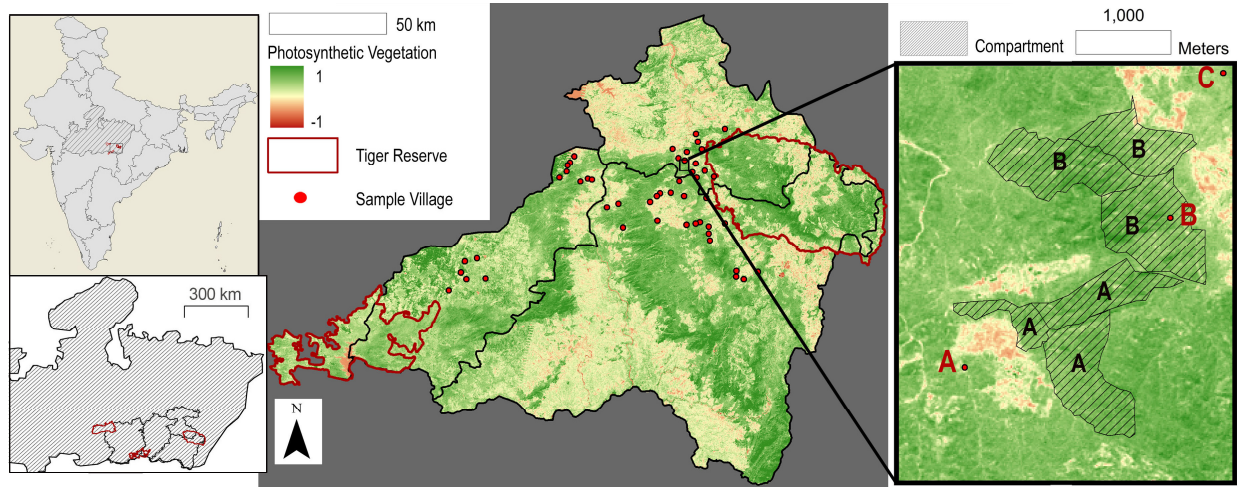 50 km
Photosynthetic Vegetation
1
-1
Tiger Reserve
Sample Village
300 km
N
1,000
Compartment
Meters
C
B
B
B
B
A
A
A
A